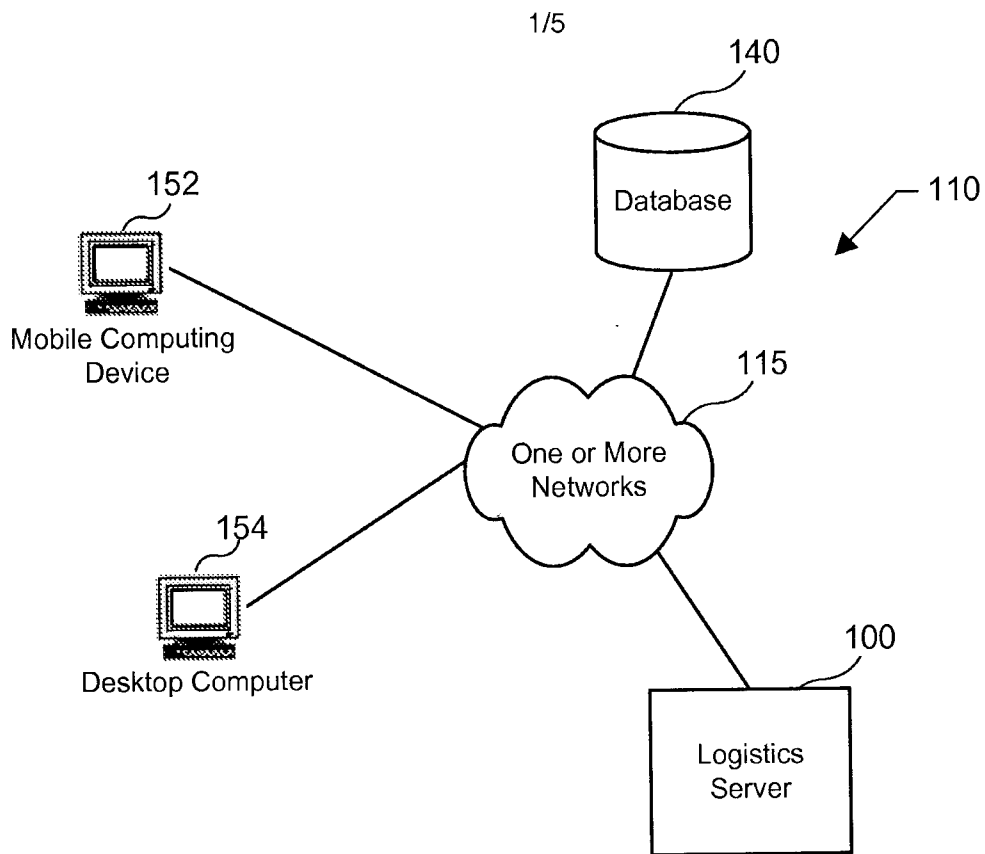 1/5
140
Database
110
152
Mobile Computing
Device
115
One or More
Networks
154
Desktop Computer
100
Logistics
Server